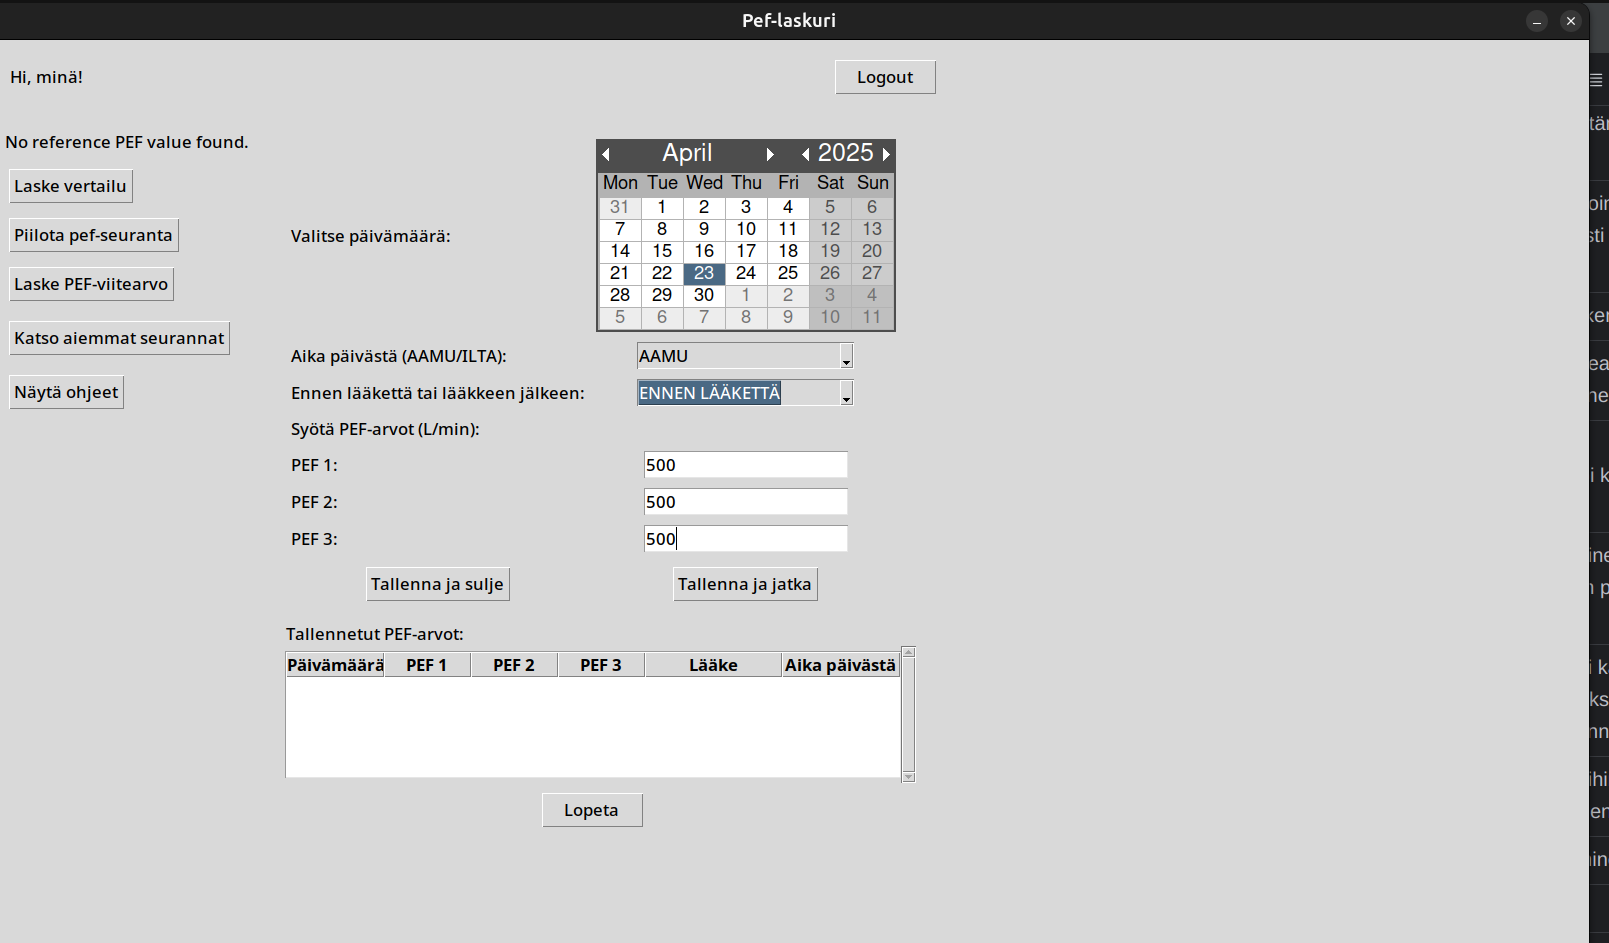 Pef-laskuri
Hi, minä!
Logout
No reference PEF value found.
Laske vertailu
Piilota pef-seuranta
Laske PEF-viitearvo
Katso aiemmat seurannat
Näytä ohjeet
Valitse päivämäärä:
April 2025
Mon Tue Wed Thu Fri Sat Sun
31 1 2 3 4 5 6
7 8 9 10 11 12 13
14 15 16 17 18 19 20
21 22 23 24 25 26 27
28 29 30 1 2 3 4
5 6 7 8 9 10 11
Aika päivästä (AAMU/ILTA): AAMU
Ennen lääkettä tai lääkkeen jälkeen: ENNEN LÄÄKETTÄ
Syötä PEF-arvot (L/min):
PEF 1: 500
PEF 2: 500
PEF 3: 500
Tallenna ja sulje Tallenna ja jatka
Tallennetut PEF-arvot:
Päivämäärä PEF 1 PEF 2 PEF 3 Lääke Aika päivästä
Lopeta